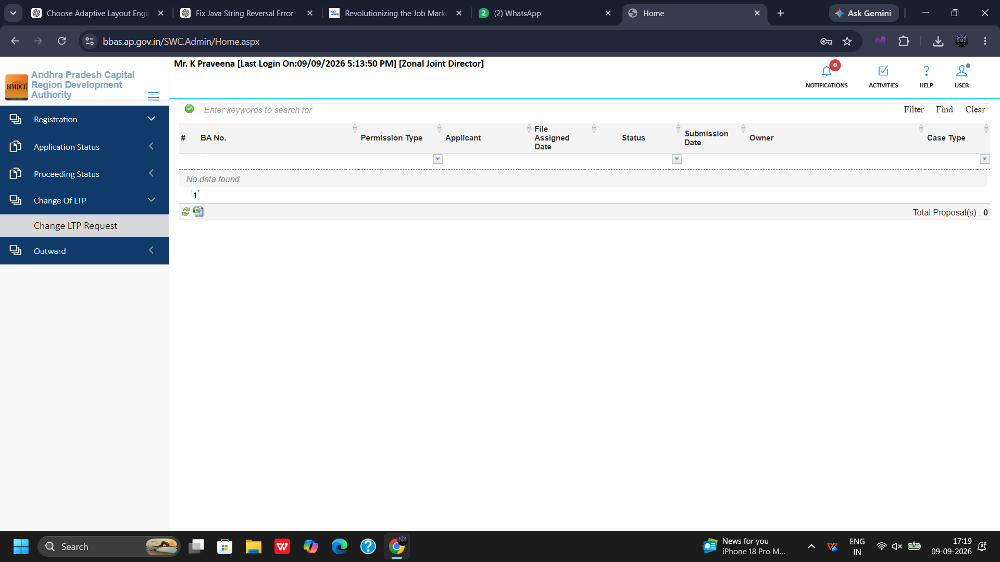 Choose Adaptive Layout Engin
Fix Java String Reversal Error
Revolutionizing the Job Marke
2
(2) WhatsApp
Home
Ask Gemini
bbas.ap.gov.in/SWC.Admin/Home.aspx
BIMDCR
Andhra Pradesh Capital
Region Development
Authority
Mr. K Praveena [Last Login On:09/09/2026 5:13:50 PM] [Zonal Joint Director]
0
NOTIFICATIONS
ACTIVITIES
HELP
USER
Registration
Application Status
Proceeding Status
Change Of LTP
Change LTP Request
Outward
Enter keywords to search for
Filter Find Clear
# BA No. Permission Type Applicant File Assigned Date Status Submission Date Owner Case Type
No data found
1
Total Proposal(s) : 0
Search
News for you
iPhone 18 Pro M...
ENG
IN
17:19
09-09-2026